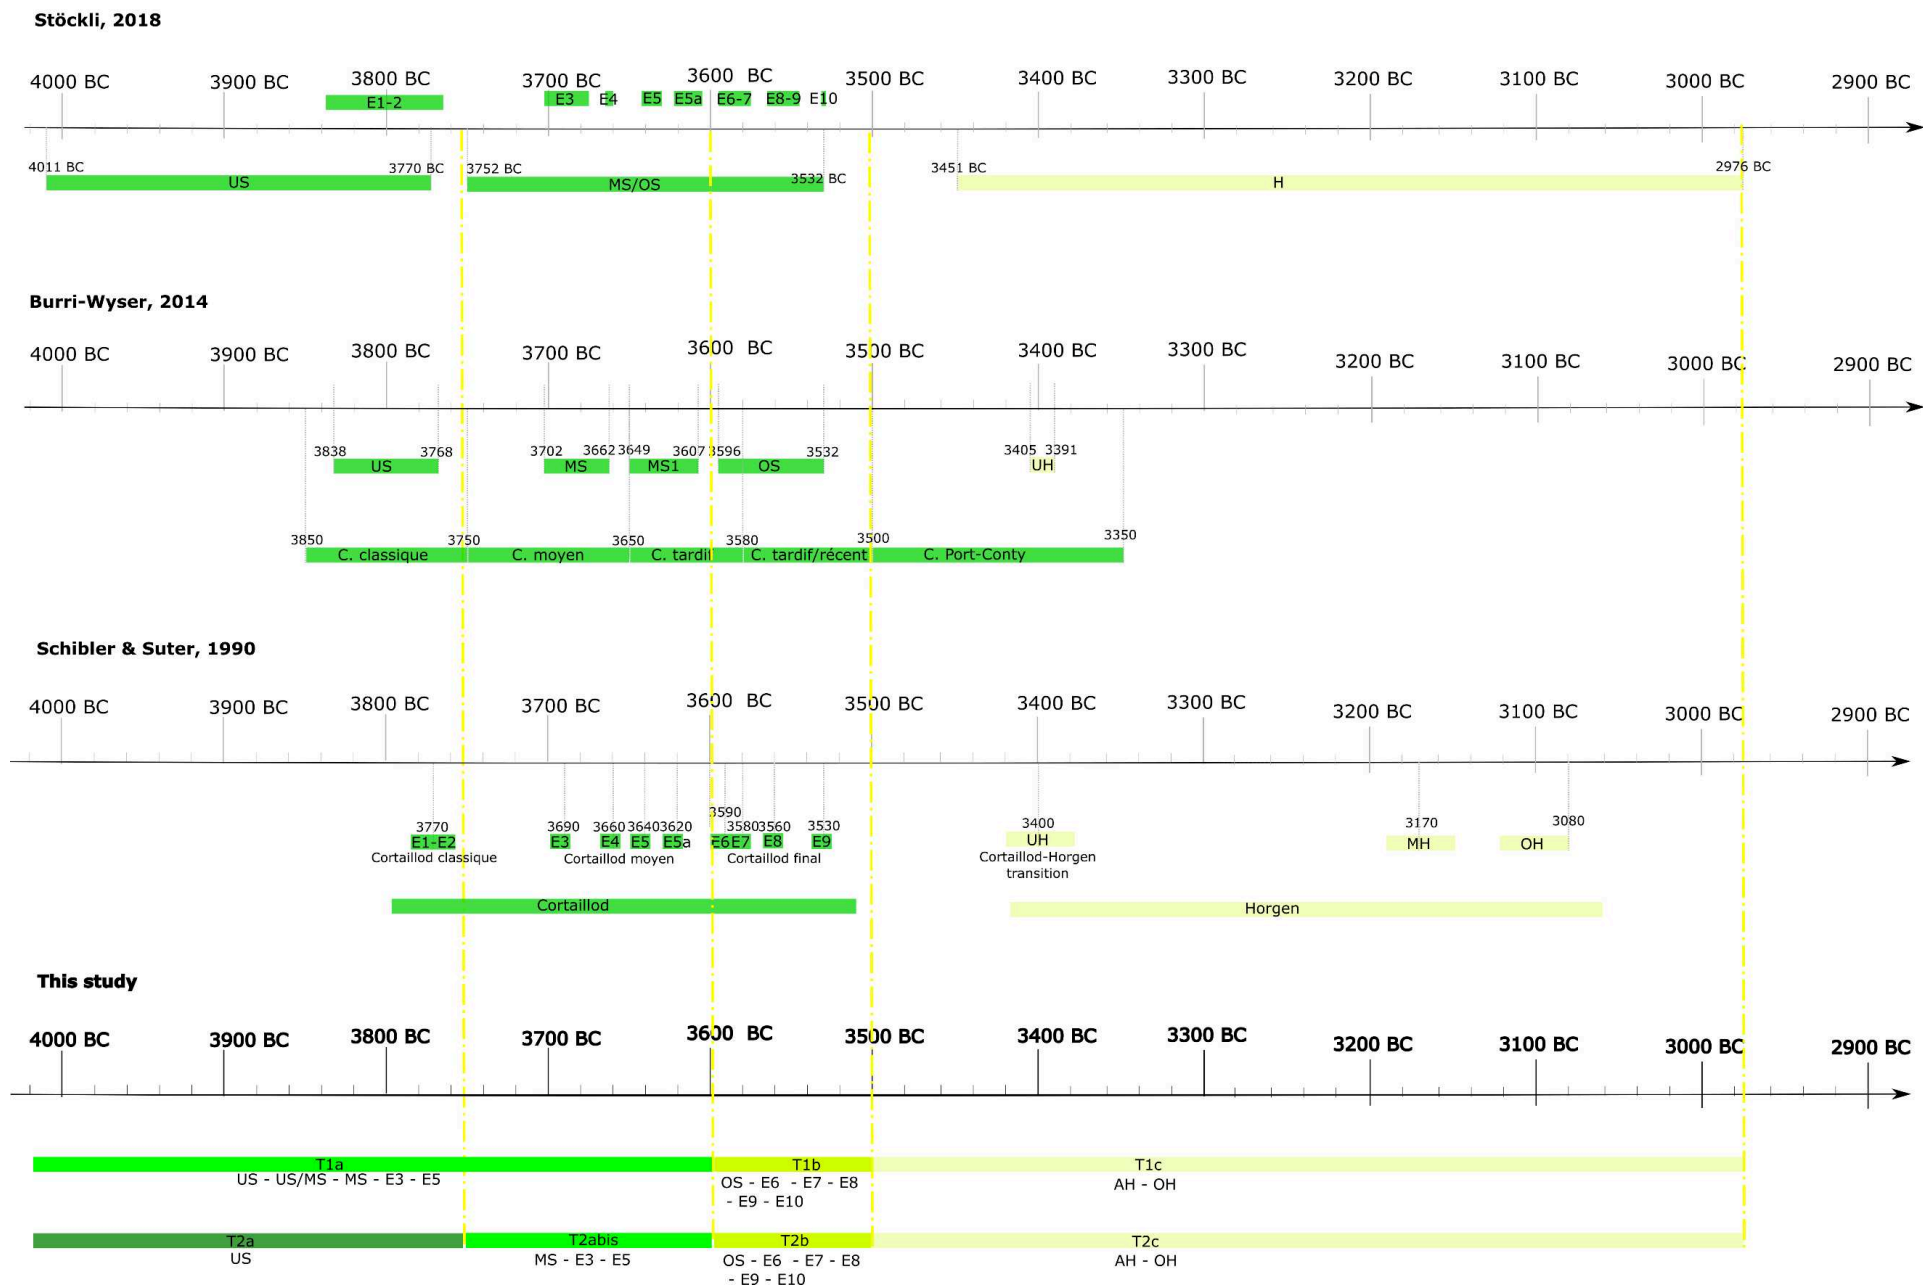 Stöckli, 2018
4000 BC 3900 BC 3800 BC 3700 BC 3600 BC 3500 BC 3400 BC 3300 BC 3200 BC 3100 BC 3000 BC 2900 BC
E1-2 E3 E4 E5 E5a E6-7 E8-9 E10
4011 BC 3770 BC 3752 BC 3532 BC 3451 BC 2976 BC
US MS/OS H
Burri-Wyser, 2014
4000 BC 3900 BC 3800 BC 3700 BC 3600 BC 3500 BC 3400 BC 3300 BC 3200 BC 3100 BC 3000 BC 2900 BC
3838 3768 3702 3662 3649 3607 3596 3532 3405 3391
US MS MS1 OS UH
3850 3750 3650 3580 3500 3350
C. classique C. moyen C. tardif C. tardif/récent C. Port-Conty
Schibler & Suter, 1990
4000 BC 3900 BC 3800 BC 3700 BC 3600 BC 3500 BC 3400 BC 3300 BC 3200 BC 3100 BC 3000 BC 2900 BC
3590
3770 3690 3660 3640 3620 3580 3560 3530 3400 3170 3080
E1-E2 E3 E4 E5 E5a E6 E7 E8 E9 UH MH OH
Cortaillod classique Cortaillod moyen Cortaillod final Cortaillod-Horgen
transition
Cortaillod Horgen
This study
4000 BC 3900 BC 3800 BC 3700 BC 3600 BC 3500 BC 3400 BC 3300 BC 3200 BC 3100 BC 3000 BC 2900 BC
T1a T1b T1c
US - US/MS - MS - E3 - E5 OS - E6 - E7 - E8 AH - OH
- E9 - E10
T2a T2abis T2b T2c
US MS - E3 - E5 OS - E6 - E7 - E8 AH - OH
- E9 - E10